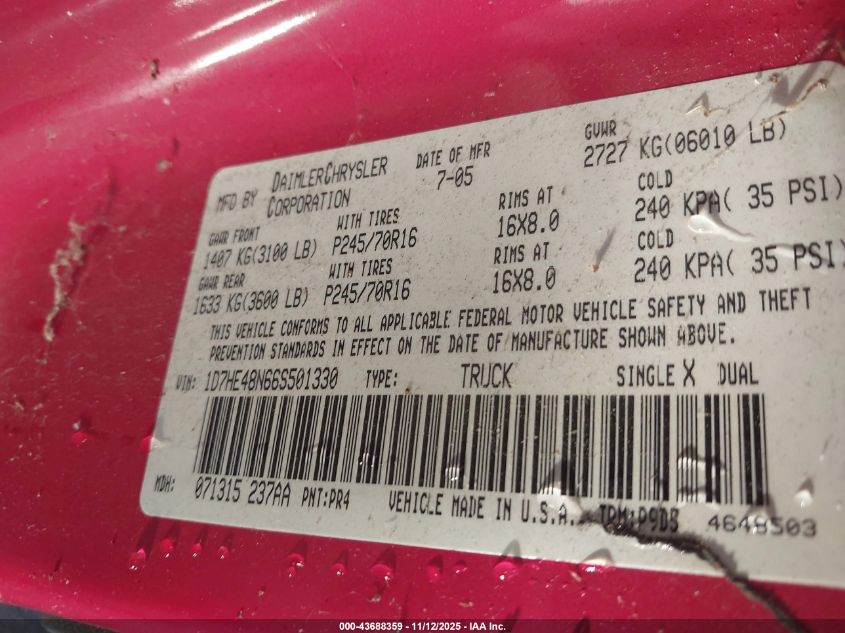 MFD BY DAIMLERCHRYSLER CORPORATION DATE OF MFR 7-05 GVWR 2727 KG(06010 LB)
GAWR FRONT WITH TIRES RIMS AT COLD
1407 KG(3100 LB) P245/70R16 16X8.0 240 KPA( 35 PSI)
GAWR REAR WITH TIRES RIMS AT COLD
1633 KG(3600 LB) P245/70R16 16X8.0 240 KPA( 35 PSI)
THIS VEHICLE CONFORMS TO ALL APPLICABLE FEDERAL MOTOR VEHICLE SAFETY AND THEFT
PREVENTION STANDARDS IN EFFECT ON THE DATE OF MANUFACTURE SHOWN ABOVE.
VIN: 1D7HE48N66S501330 TYPE: TRUCK SINGLE X DUAL
MDH: 071315 237AA PNT:PR4 VEHICLE MADE IN U.S.A. TRM:P9D5 4648503
000-43688359 - 11/12/2025 - IAA Inc.